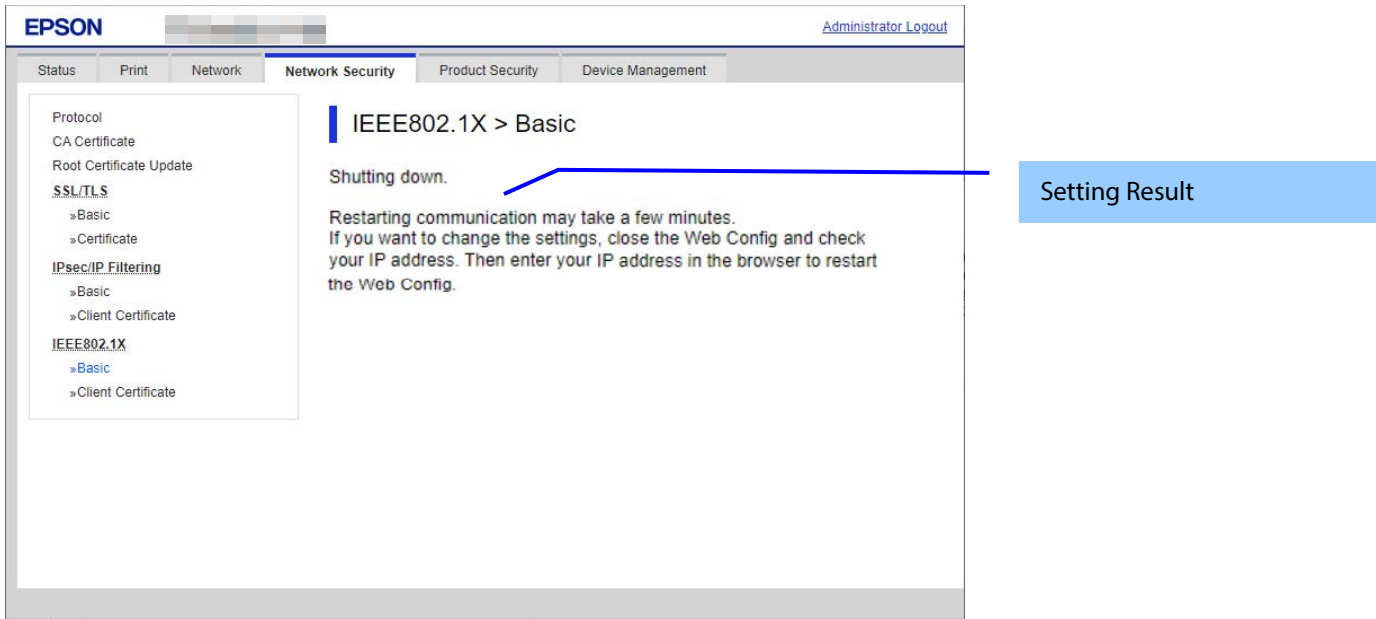 EPSON
Administrator Logout
Status Print Network Network Security Product Security Device Management
Protocol
CA Certificate
Root Certificate Update
SSL/TLS
»Basic
»Certificate
IPsec/IP Filtering
»Basic
»Client Certificate
IEEE802.1X
»Basic
»Client Certificate
IEEE802.1X > Basic
Shutting down.
Restarting communication may take a few minutes.
If you want to change the settings, close the Web Config and check
your IP address. Then enter your IP address in the browser to restart
the Web Config.
Setting Result